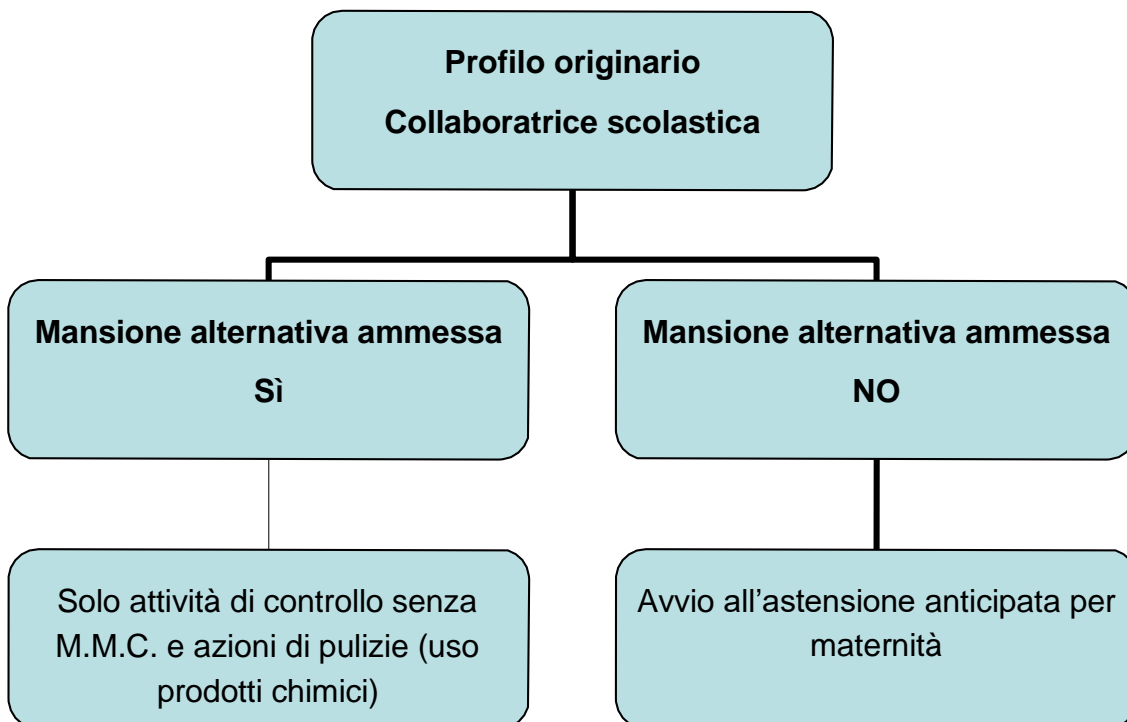 Profilo originario
Collaboratrice scolastica
Mansione alternativa ammessa
Sì
Mansione alternativa ammessa
NO
Solo attività di controllo senza
M.M.C. e azioni di pulizie (uso
prodotti chimici)
Avvio all’astensione anticipata per
maternità